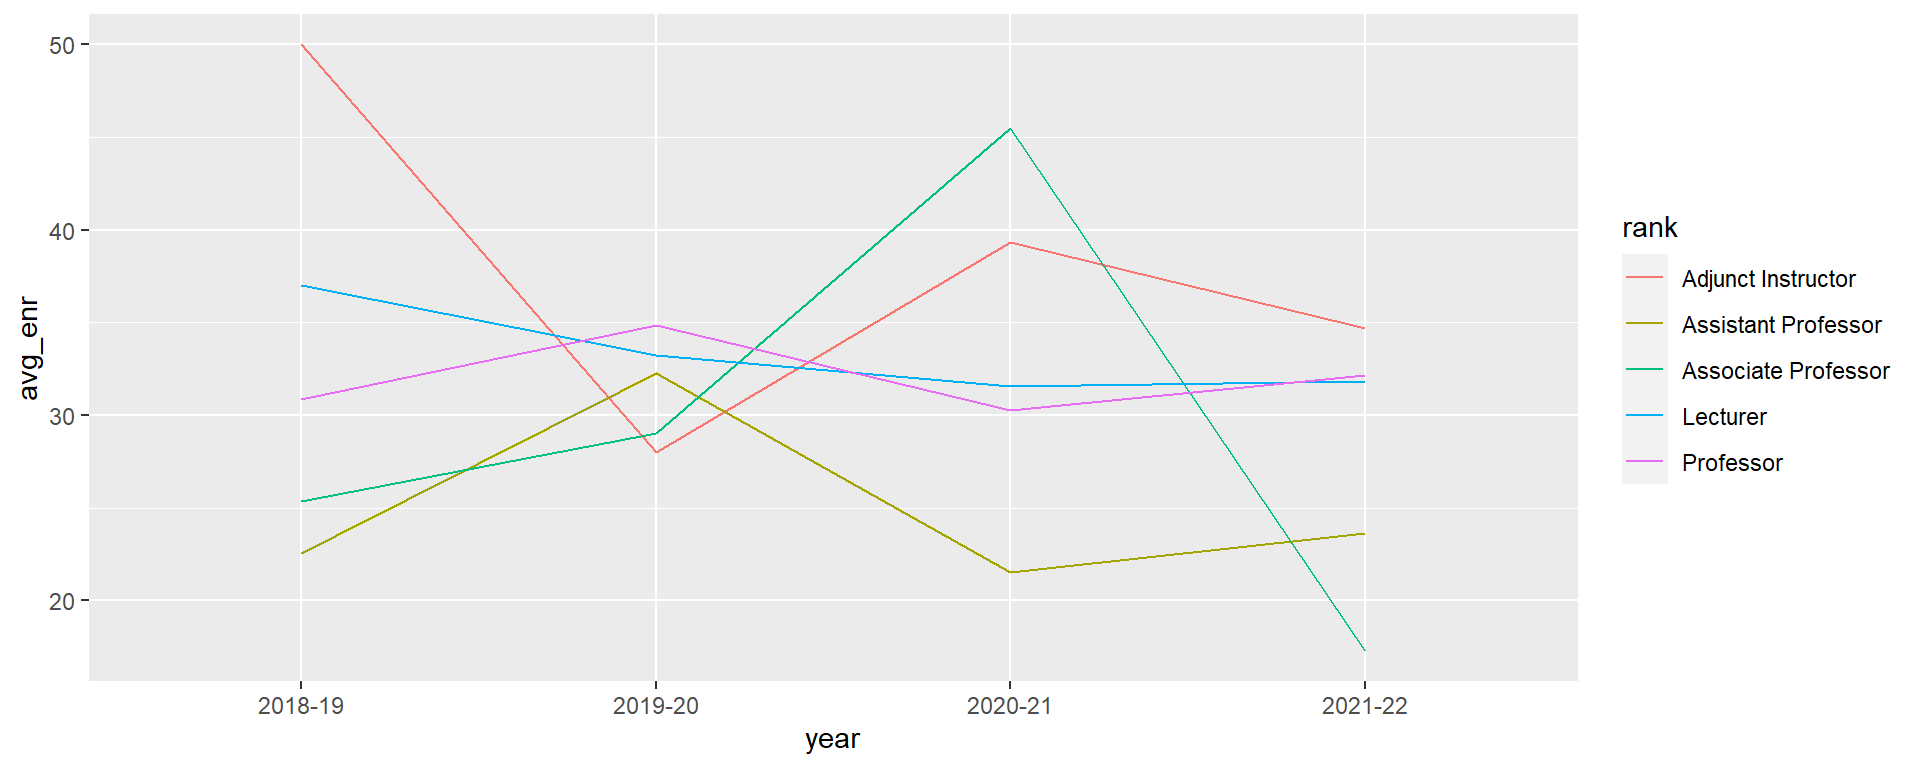 50
40
30
20
avg_enr
2018-19
2019-20
2020-21
2021-22
year
rank
Adjunct Instructor
Assistant Professor
Associate Professor
Lecturer
Professor